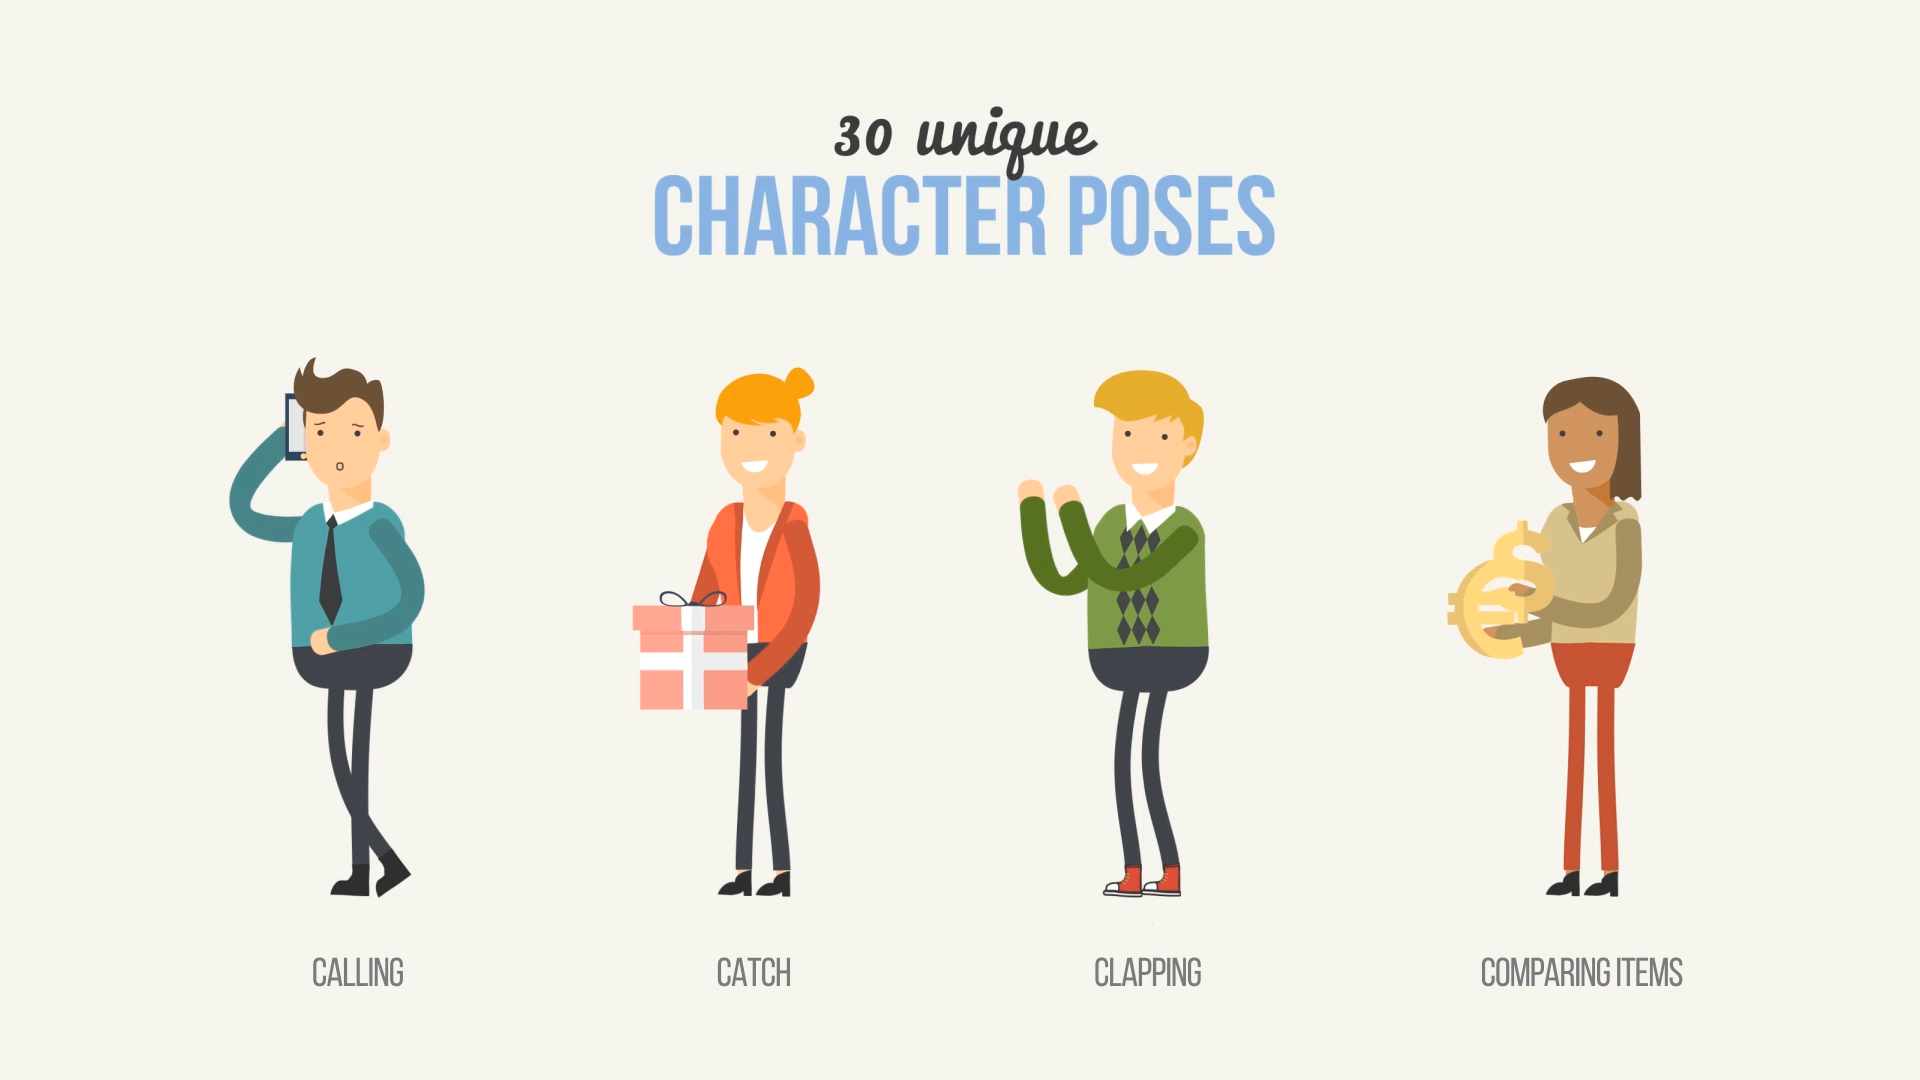 30 unique
CHARACTER POSES
CALLING
CATCH
CLAPPING
COMPARING ITEMS